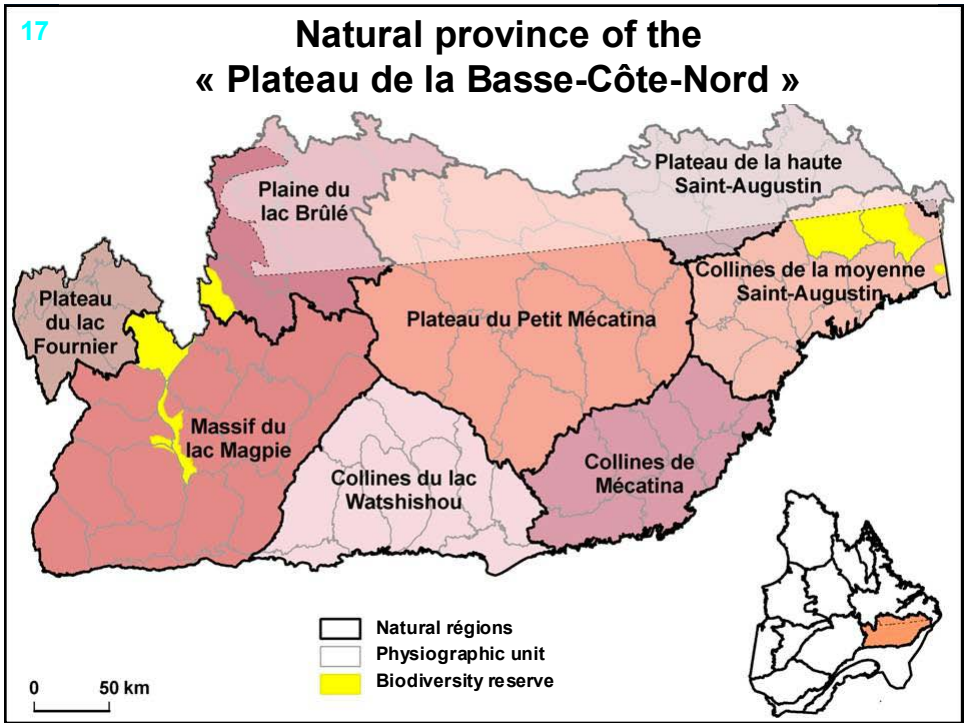 17
Natural province of the
« Plateau de la Basse-Côte-Nord »
Plateau de la haute
Saint-Augustin
Plaine du
lac Brûlé
Collines de la moyenne
Saint-Augustin
Plateau
du lac
Fournier
Plateau du Petit Mécatina
Massif du
lac Magpie
Collines du lac
Watshishou
Collines de
Mécatina
Natural régions
Physiographic unit
Biodiversity reserve
0 50 km